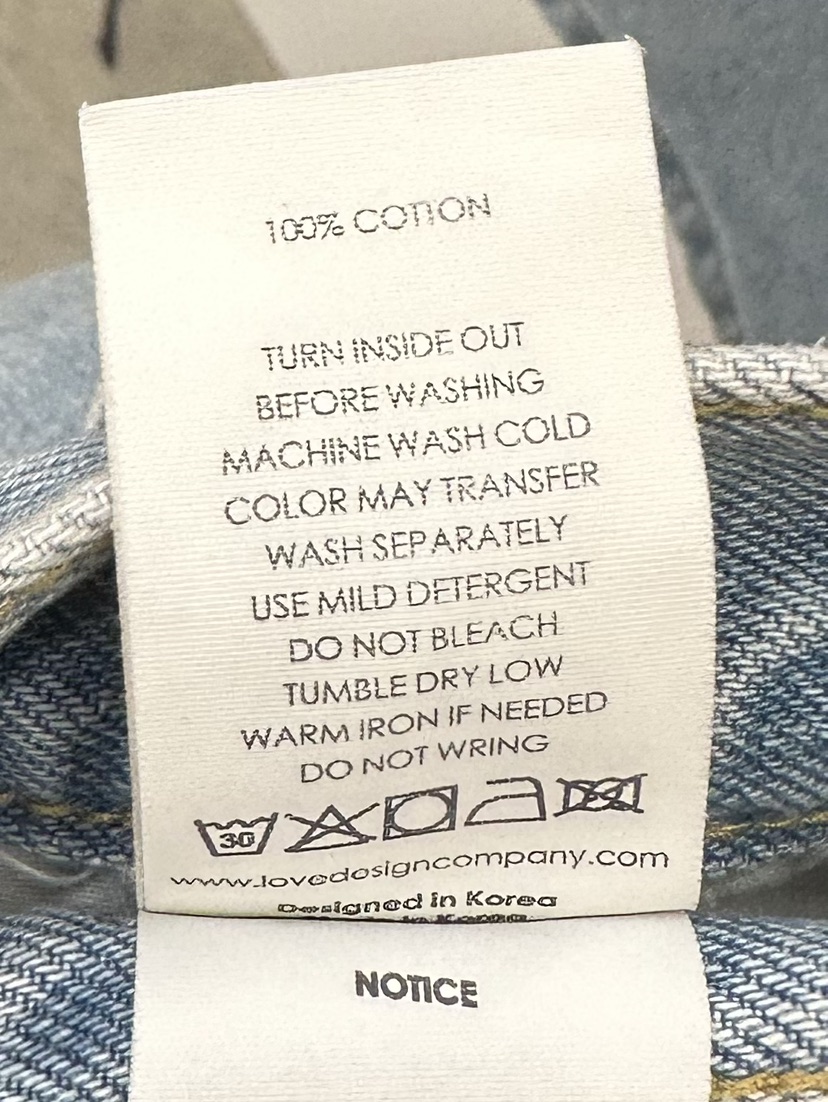 100% COTTON
TURN INSIDE OUT
BEFORE WASHING
MACHINE WASH COLD
COLOR MAY TRANSFER
WASH SEPARATELY
USE MILD DETERGENT
DO NOT BLEACH
TUMBLE DRY LOW
WARM IRON IF NEEDED
DO NOT WRING
30
www.lovedesigncompany.com
Designed in Korea
in Korea
NOTICE